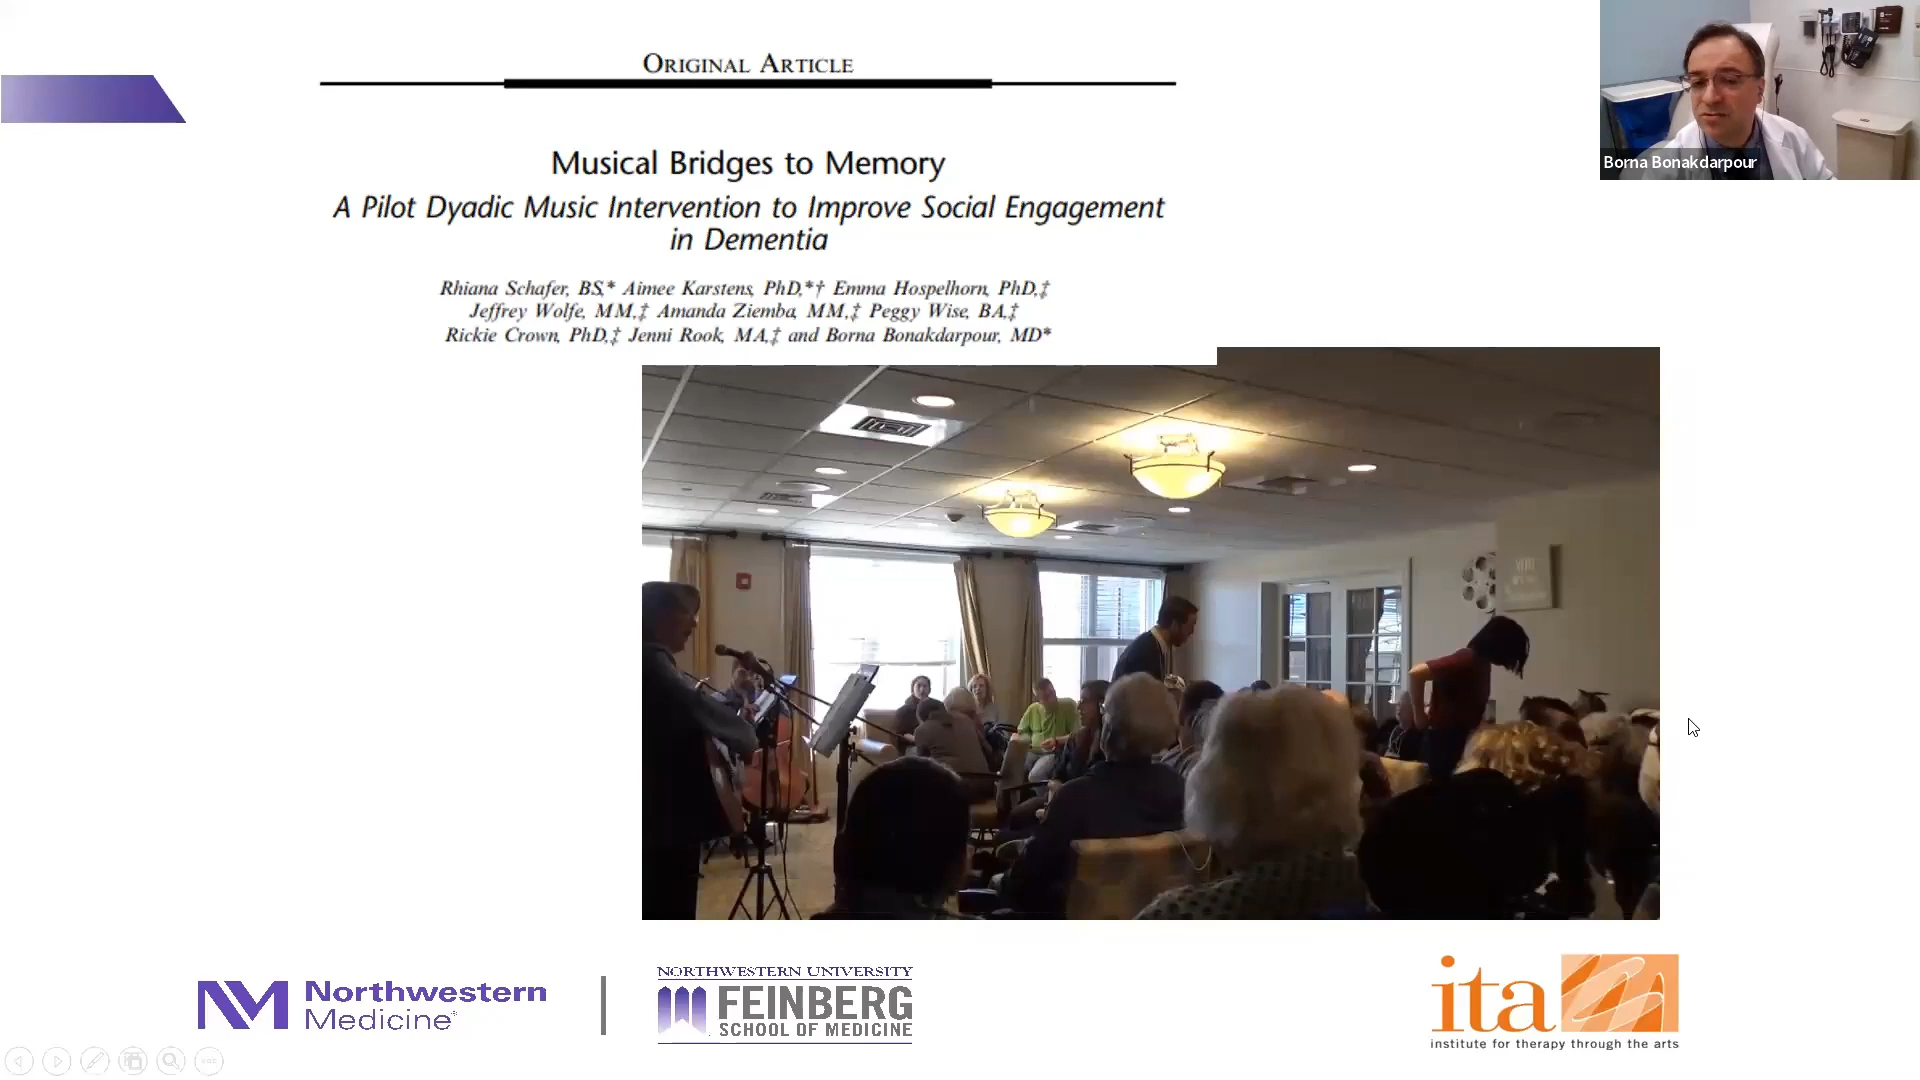 ORIGINAL ARTICLE
Musical Bridges to Memory
A Pilot Dyadic Music Intervention to Improve Social Engagement
in Dementia
Rhiana Schafer, BS,* Aimee Karstens, PhD,*† Emma Hospelhorn, PhD,‡
Jeffrey Wolfe, MM,‡ Amanda Ziemba, MM,‡ Peggy Wise, BA,‡
Rickie Crown, PhD,‡ Jenni Rook, MA,‡ and Borna Bonakdarpour, MD*
Borna Bonakdarpour
YOU
Northwestern
Medicine
NORTHWESTERN UNIVERSITY
FEINBERG
SCHOOL OF MEDICINE
ita
institute for therapy through the arts